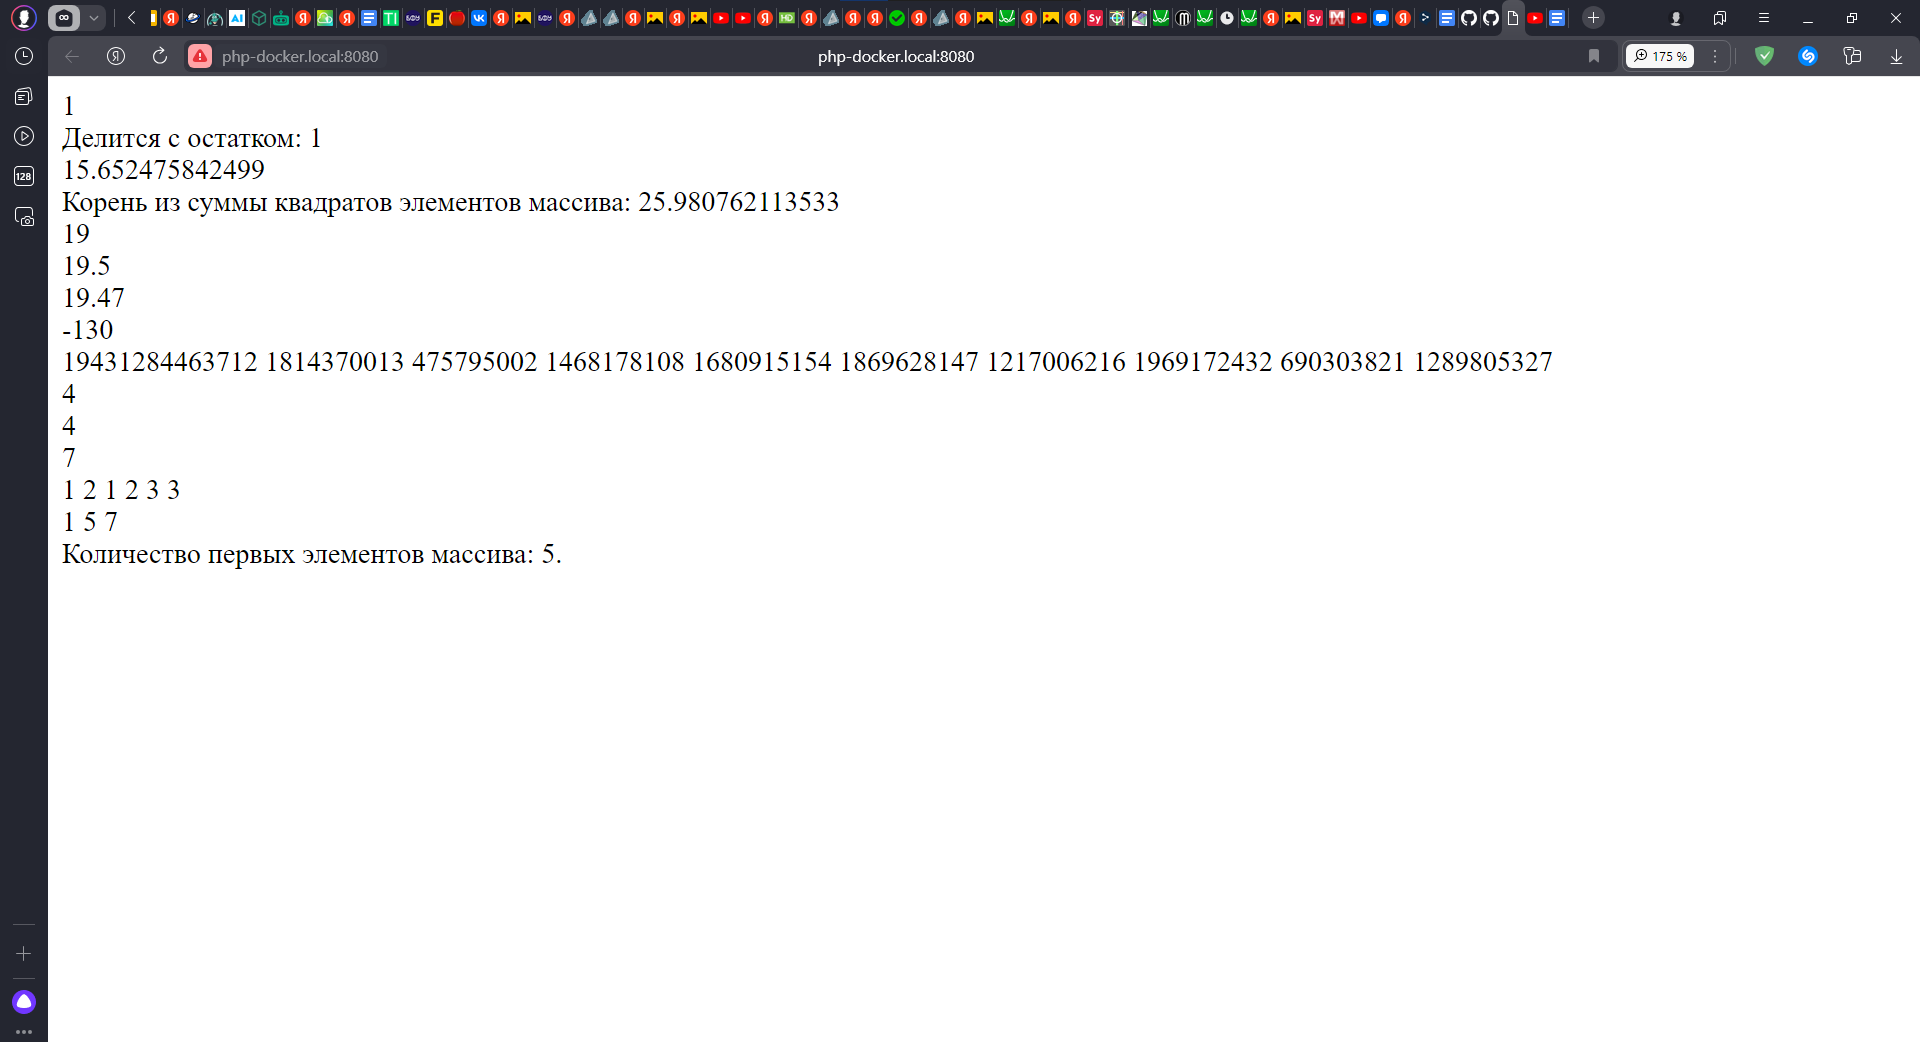 php-docker.local:8080
php-docker.local:8080
175 %
128
1
Делится с остатком: 1
15.652475842499
Корень из суммы квадратов элементов массива: 25.980762113533
19
19.5
19.47
-130
19431284463712 1814370013 475795002 1468178108 1680915154 1869628147 1217006216 1969172432 690303821 1289805327
4
4
7
1 2 1 2 3 3
1 5 7
Количество первых элементов массива: 5.